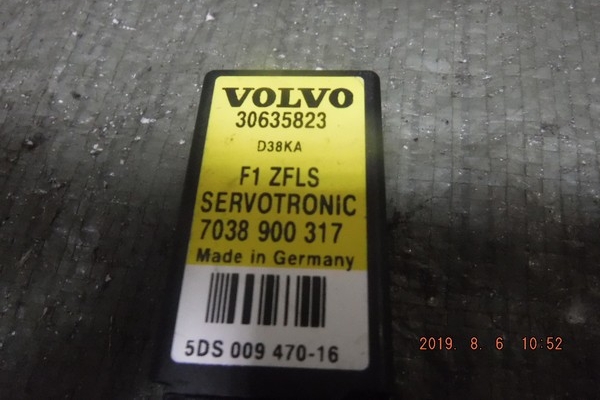 VOLVO
30635823
D38KA
F1 ZFLS
SERVOTRONIC
7038 900 317
Made in Germany
5DS 009 470-16
2019. 8. 6 10:52